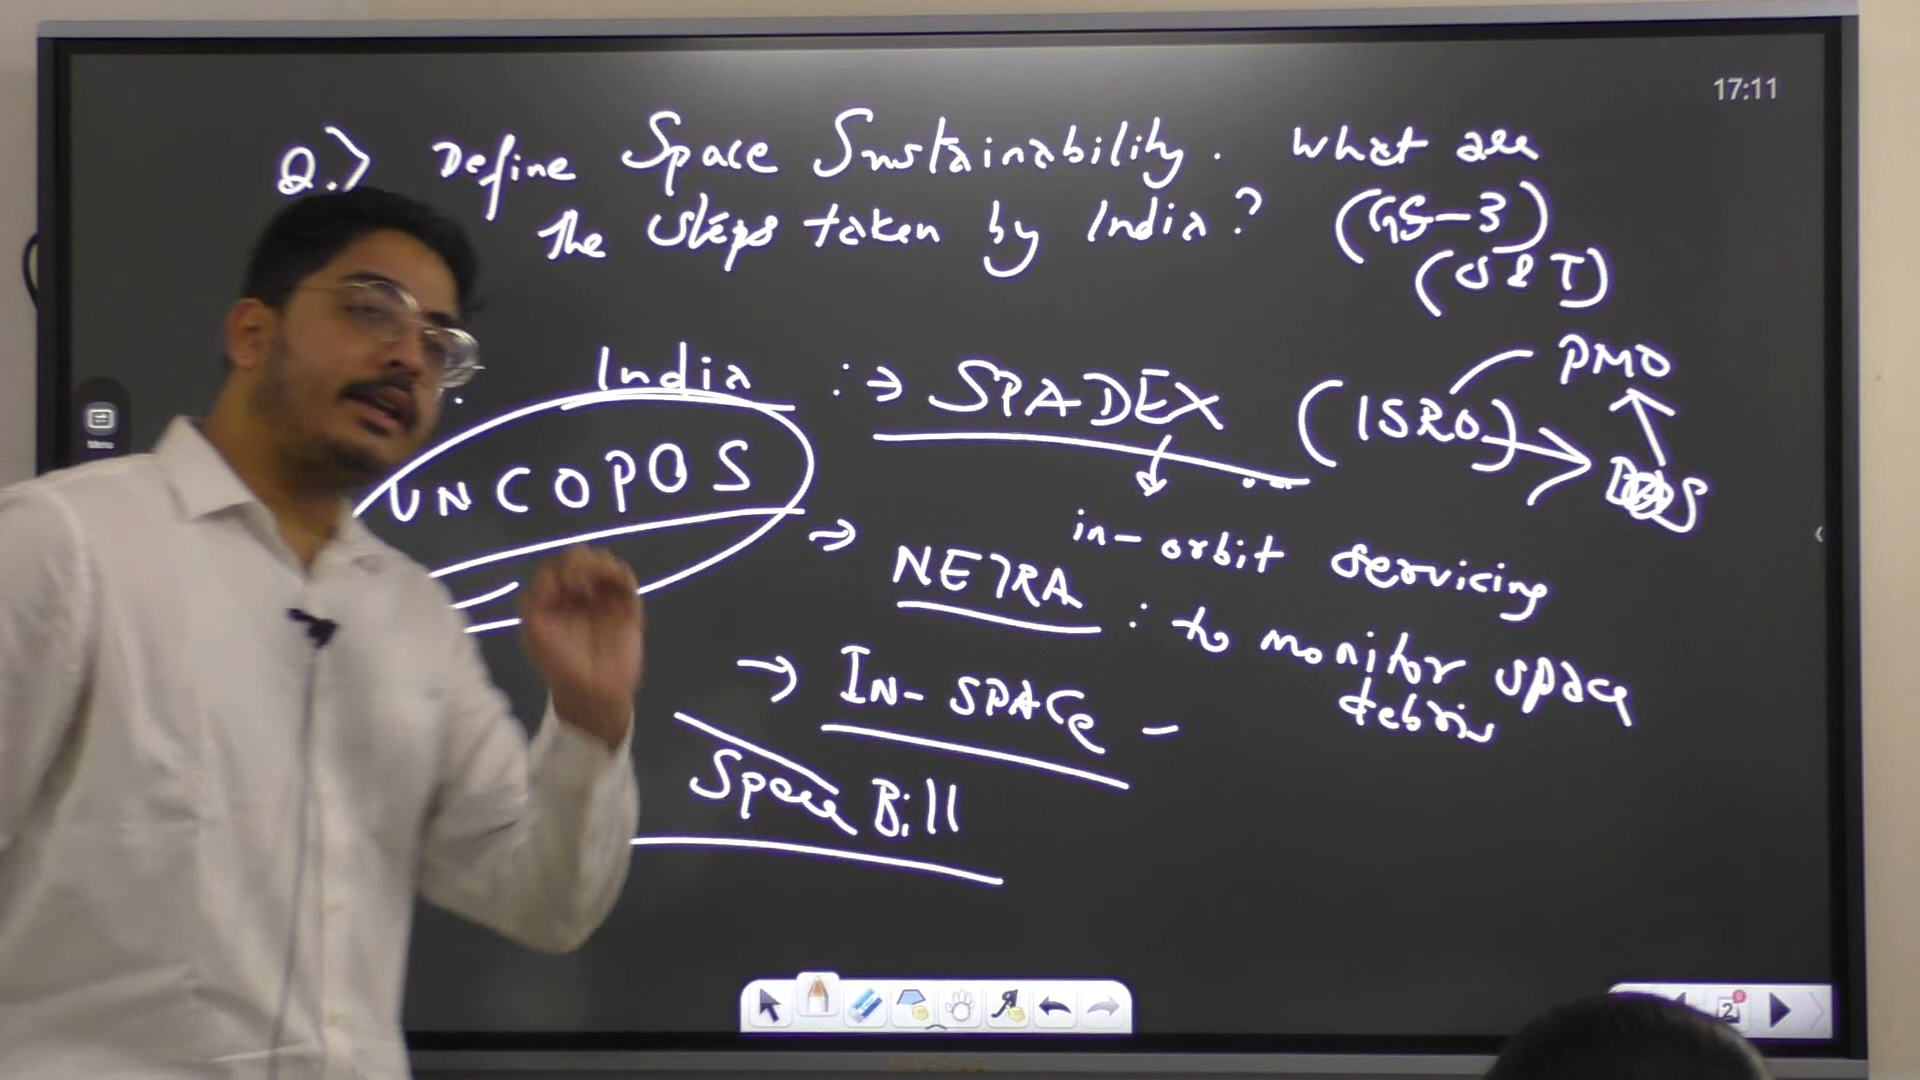 17:11
Q.> Define Space Sustainability. What are
the steps taken by India? (GS-3)
(S&T)
India :→ SPADEX (ISRO) PMO
UNCOPOS
in-orbit servicing
→ NETRA : to monitor space
debris
→ IN-SPACe -
Space Bill